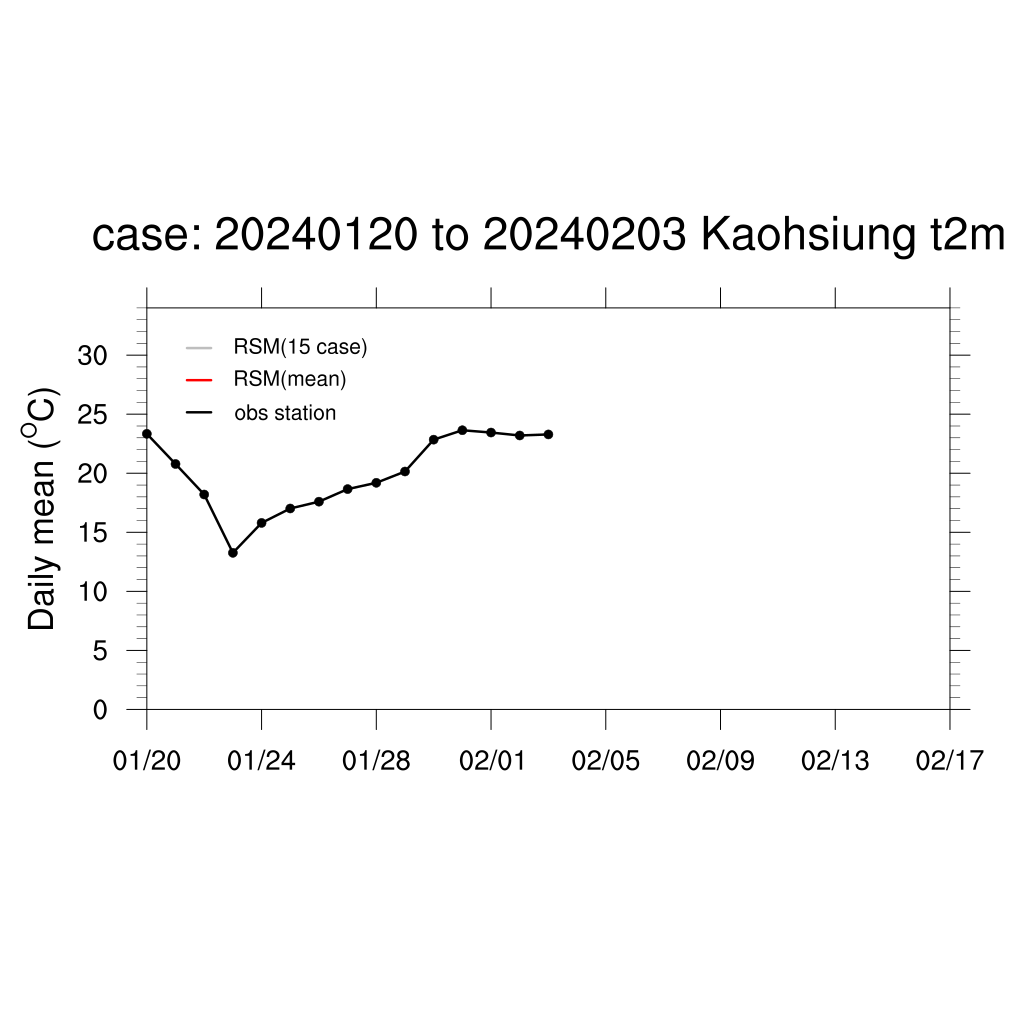 case: 20240120 to 20240203 Kaohsiung t2m
RSM(15 case)
RSM(mean)
obs station
Daily mean (°C)
30
25
20
15
10
5
0
01/20 01/24 01/28 02/01 02/05 02/09 02/13 02/17